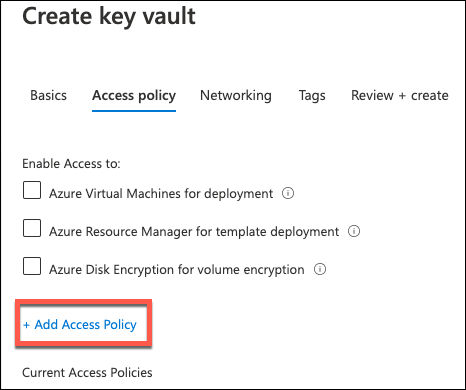 Create key vault
Basics Access policy Networking Tags Review + create
Enable Access to:
Azure Virtual Machines for deployment
Azure Resource Manager for template deployment
Azure Disk Encryption for volume encryption
+ Add Access Policy
Current Access Policies